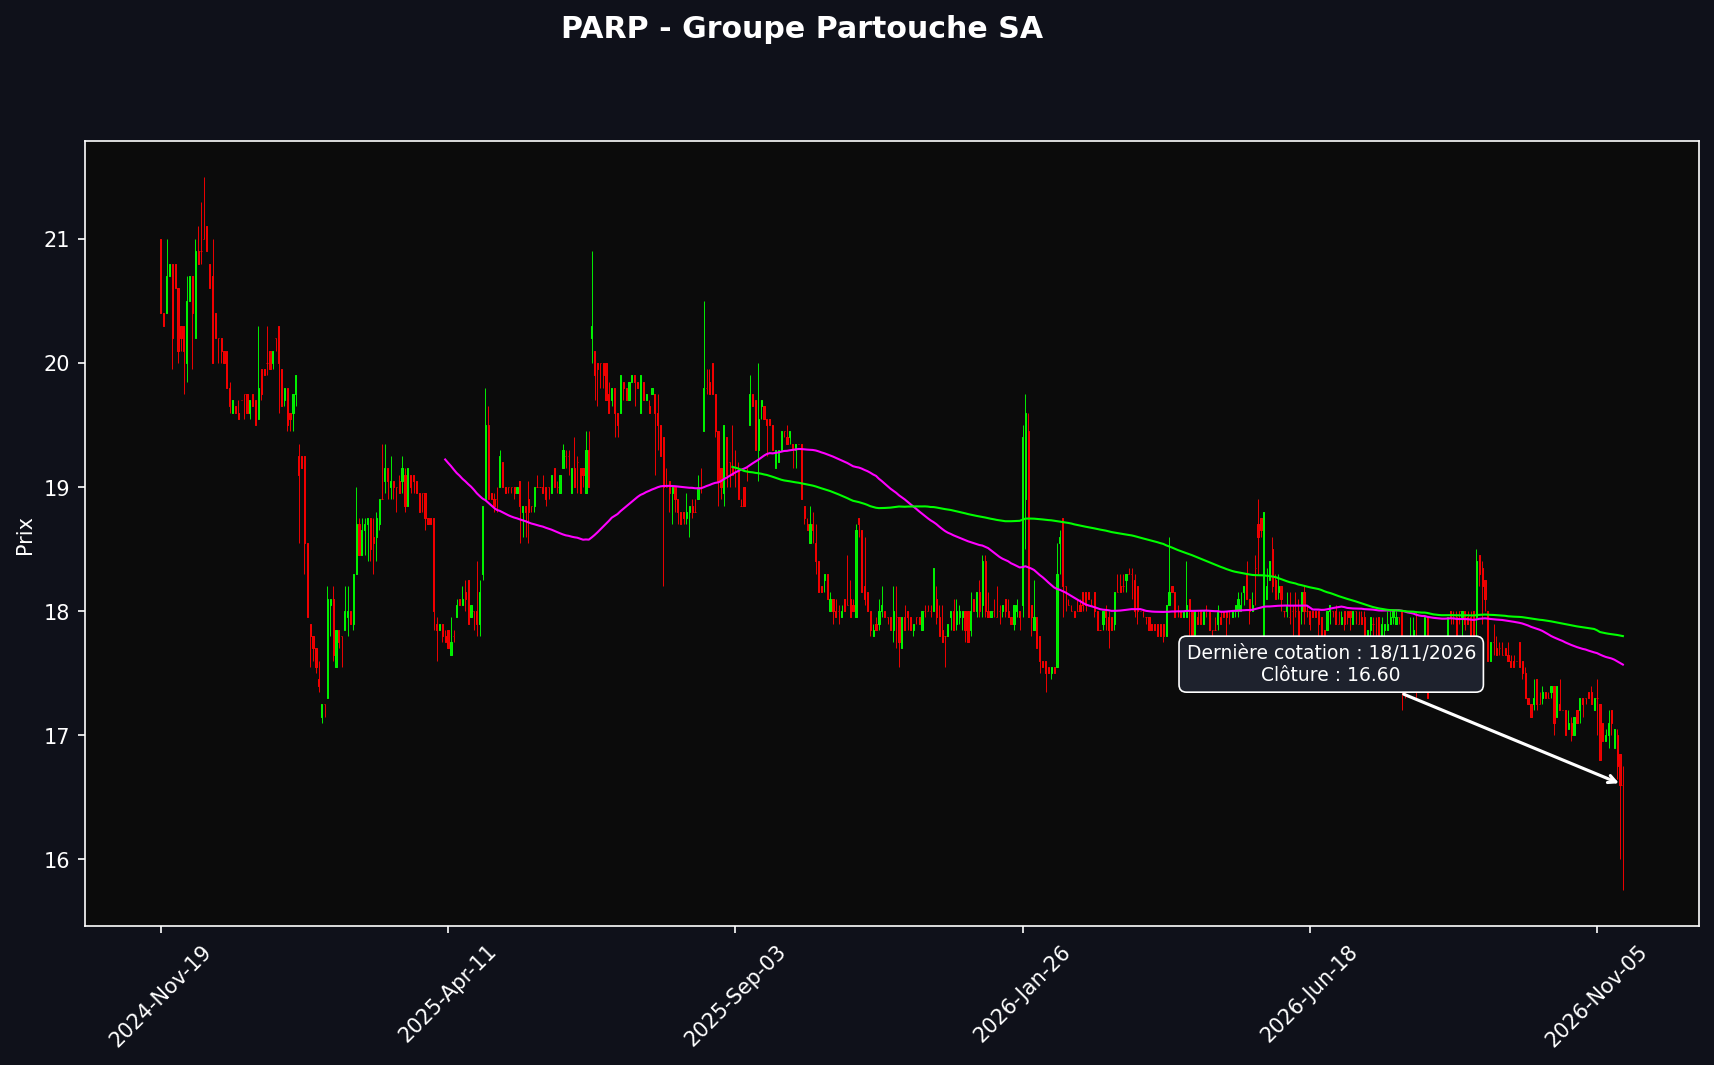 PARP - Groupe Partouche SA
Prix
21
20
19
18
17
16
Dernière cotation : 18/11/2026
Clôture : 16.60
2024-Nov-19
2025-Apr-11
2025-Sep-03
2026-Jan-26
2026-Jun-18
2026-Nov-05